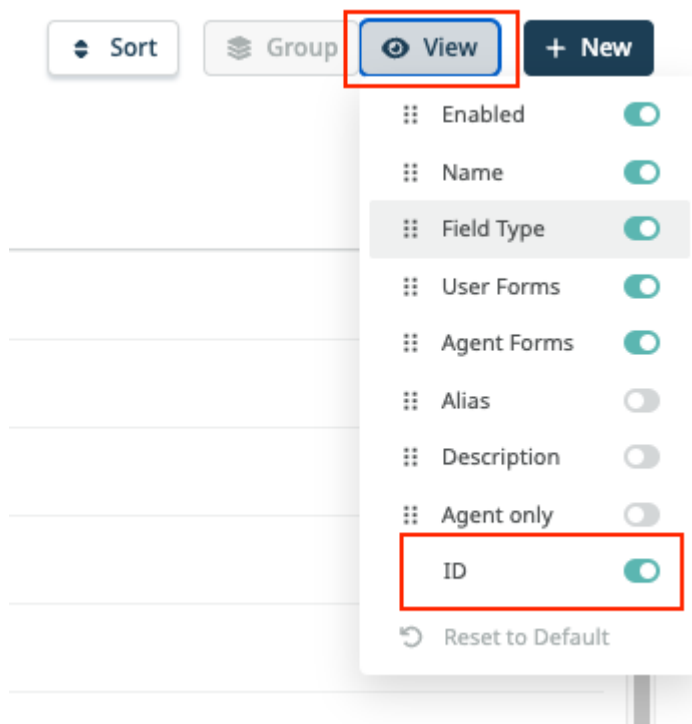 Sort Group View + New
Enabled
Name
Field Type
User Forms
Agent Forms
Alias
Description
Agent only
ID
Reset to Default